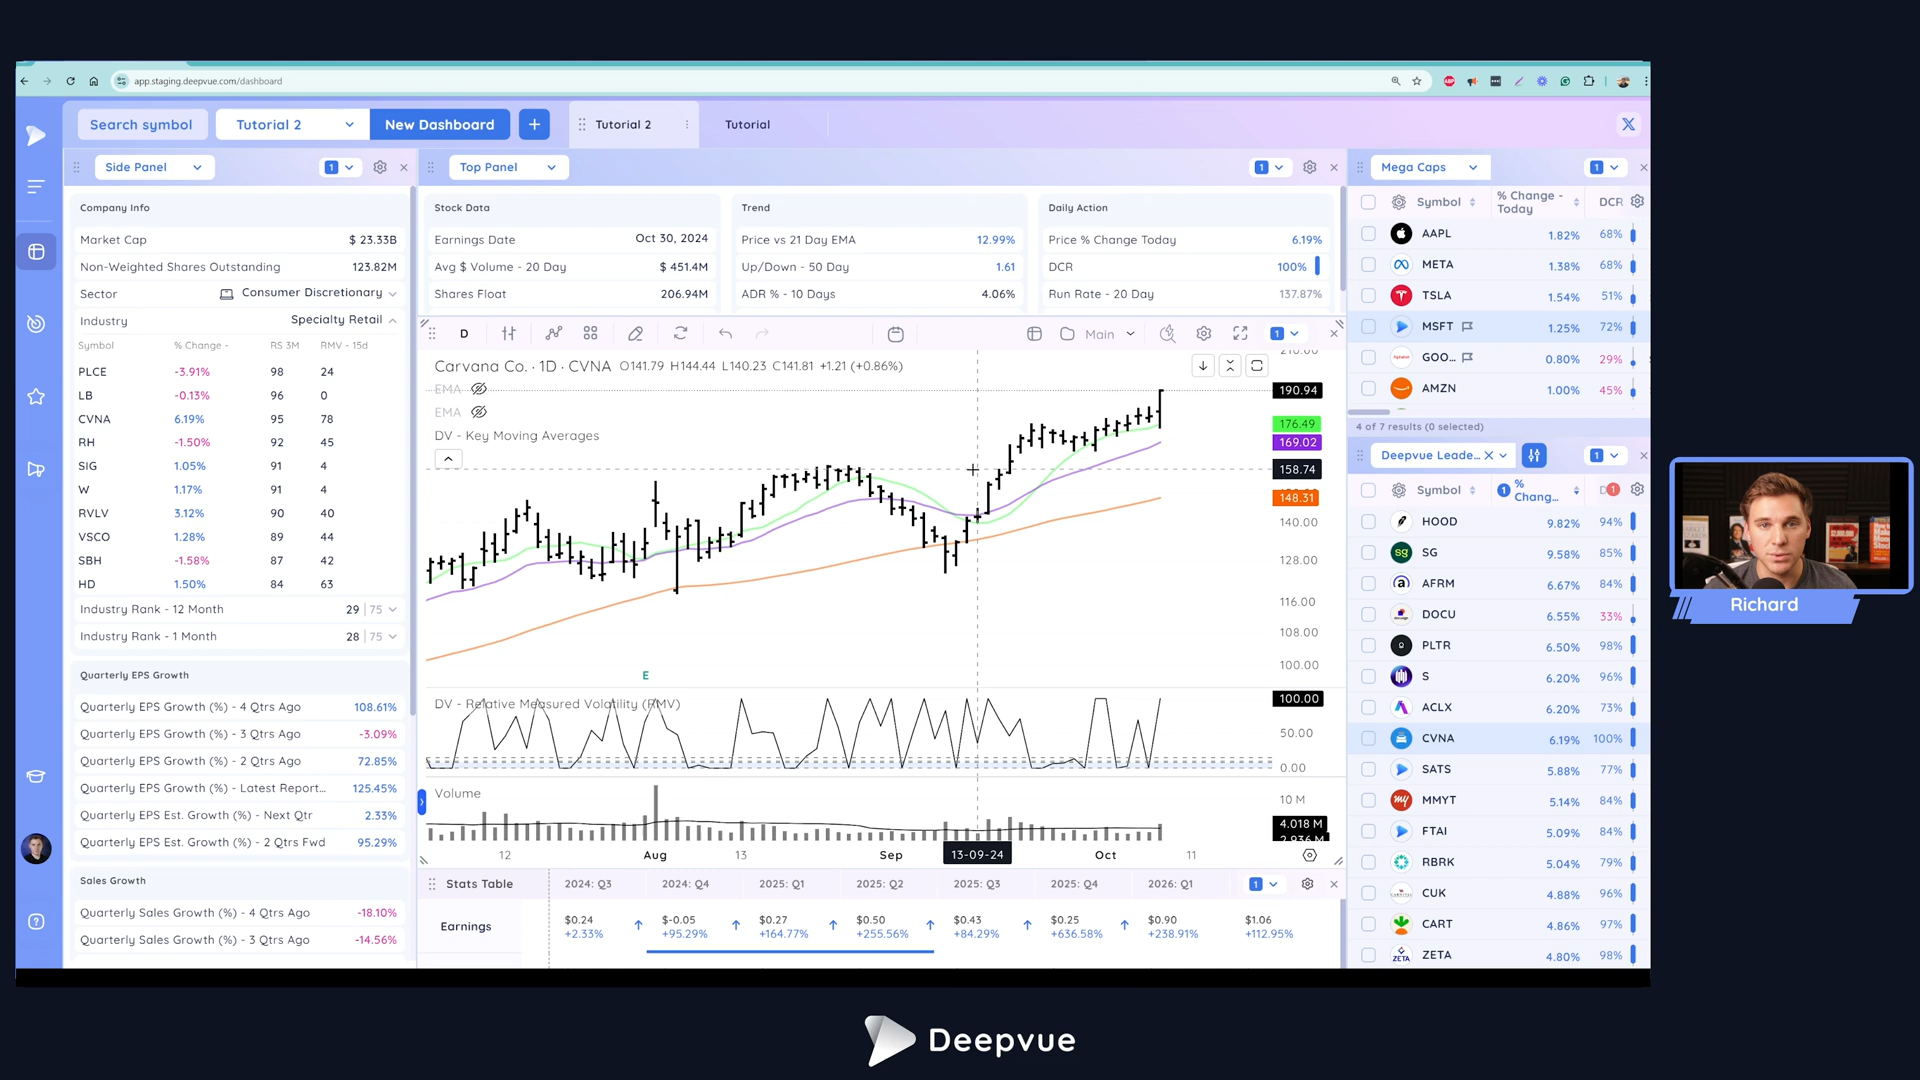 app.staging.deepvue.com/dashboard
Search symbol
Tutorial 2
New Dashboard
+
Tutorial 2
Tutorial
Side Panel
1
Company Info
Market Cap $ 23.33B
Non-Weighted Shares Outstanding 123.82M
Sector Consumer Discretionary
Industry Specialty Retail
Symbol % Change - RS 3M RMV - 15d
PLCE -3.91% 98 24
LB -0.13% 96 0
CVNA 6.19% 95 78
RH -1.50% 92 45
SIG 1.05% 91 4
W 1.17% 91 4
RVLV 3.12% 90 40
VSCO 1.28% 89 44
SBH -1.58% 87 42
HD 1.50% 84 63
Industry Rank - 12 Month 29 | 75
Industry Rank - 1 Month 28 | 75
Quarterly EPS Growth
Quarterly EPS Growth (%) - 4 Qtrs Ago 108.61%
Quarterly EPS Growth (%) - 3 Qtrs Ago -3.09%
Quarterly EPS Growth (%) - 2 Qtrs Ago 72.85%
Quarterly EPS Growth (%) - Latest Report... 125.45%
Quarterly EPS Est. Growth (%) - Next Qtr 2.33%
Quarterly EPS Est. Growth (%) - 2 Qtrs Fwd 95.29%
Sales Growth
Quarterly Sales Growth (%) - 4 Qtrs Ago -18.10%
Quarterly Sales Growth (%) - 3 Qtrs Ago -14.56%
Top Panel
1
Stock Data
Earnings Date Oct 30, 2024
Avg $ Volume - 20 Day $ 451.4M
Shares Float 206.94M
Trend
Price vs 21 Day EMA 12.99%
Up/Down - 50 Day 1.61
ADR % - 10 Days 4.06%
Daily Action
Price % Change Today 6.19%
DCR 100%
Run Rate - 20 Day 137.87%
D
Main
1
Carvana Co. · 1D · CVNA O141.79 H144.44 L140.23 C141.81 +1.21 (+0.86%)
EMA
EMA
DV - Key Moving Averages
210.00
190.94
176.49
169.02
158.74
148.31
140.00
128.00
116.00
108.00
100.00
E
DV - Relative Measured Volatility (RMV)
100.00
50.00
0.00
Volume
10 M
4.018 M
2.936 M
12 Aug 13 Sep 13-09-24 Oct 11
Stats Table 2024: Q3 2024: Q4 2025: Q1 2025: Q2 2025: Q3 2025: Q4 2026: Q1 1
Earnings
$0.24 $-0.05 $0.27 $0.50 $0.43 $0.25 $0.90 $1.06
+2.33% +95.29% +164.77% +255.56% +84.29% +636.58% +238.91% +112.95%
Mega Caps
1
Symbol % Change - Today DCR
AAPL 1.82% 68%
META 1.38% 68%
TSLA 1.54% 51%
MSFT 1.25% 72%
GOO... 0.80% 29%
AMZN 1.00% 45%
4 of 7 results (0 selected)
Deepvue Leade...
1
Symbol 1 % Chang... D 1
HOOD 9.82% 94%
SG 9.58% 85%
AFRM 6.67% 84%
DOCU 6.55% 33%
PLTR 6.50% 98%
S 6.20% 96%
ACLX 6.20% 73%
CVNA 6.19% 100%
SATS 5.88% 77%
MMYT 5.14% 84%
FTAI 5.09% 84%
RBRK 5.04% 79%
CUK 4.88% 96%
CART 4.86% 97%
ZETA 4.80% 98%
Richard
Deepvue